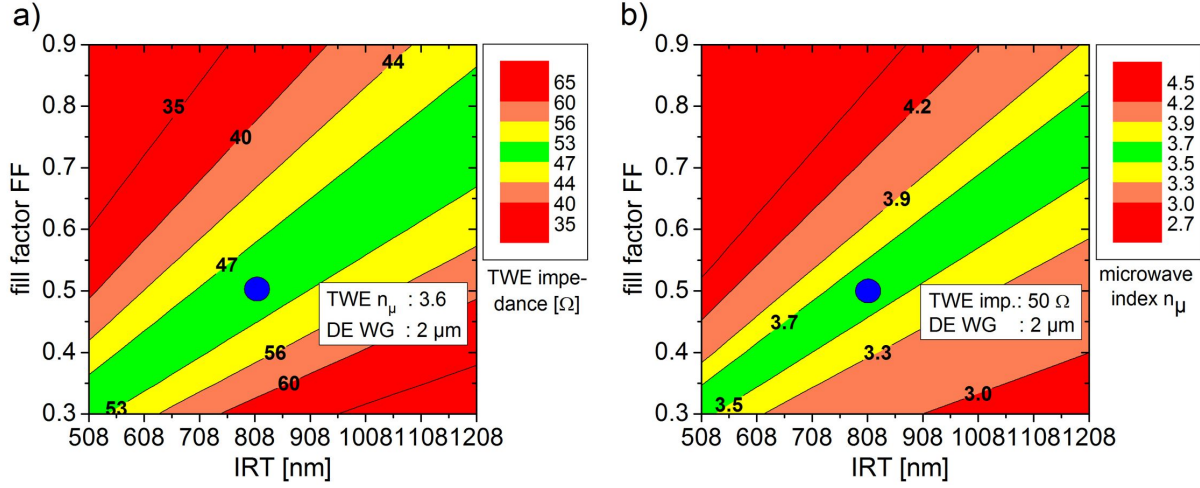 a)
fill factor FF
0.9
0.8
0.7
0.6
0.5
0.4
0.3
35
40
44
47
53
56
60
TWE nμ : 3.6
DE WG : 2 µm
508 608 708 808 908 1008 1108 1208
IRT [nm]
65
60
56
53
47
44
40
35
TWE impe-
dance [Ω]
b)
fill factor FF
0.9
0.8
0.7
0.6
0.5
0.4
0.3
4.2
3.9
3.7
3.5
3.3
3.0
TWE imp.: 50 Ω
DE WG : 2 µm
508 608 708 808 908 1008 1108 1208
IRT [nm]
4.5
4.2
3.9
3.7
3.5
3.3
3.0
2.7
microwave
index nμ